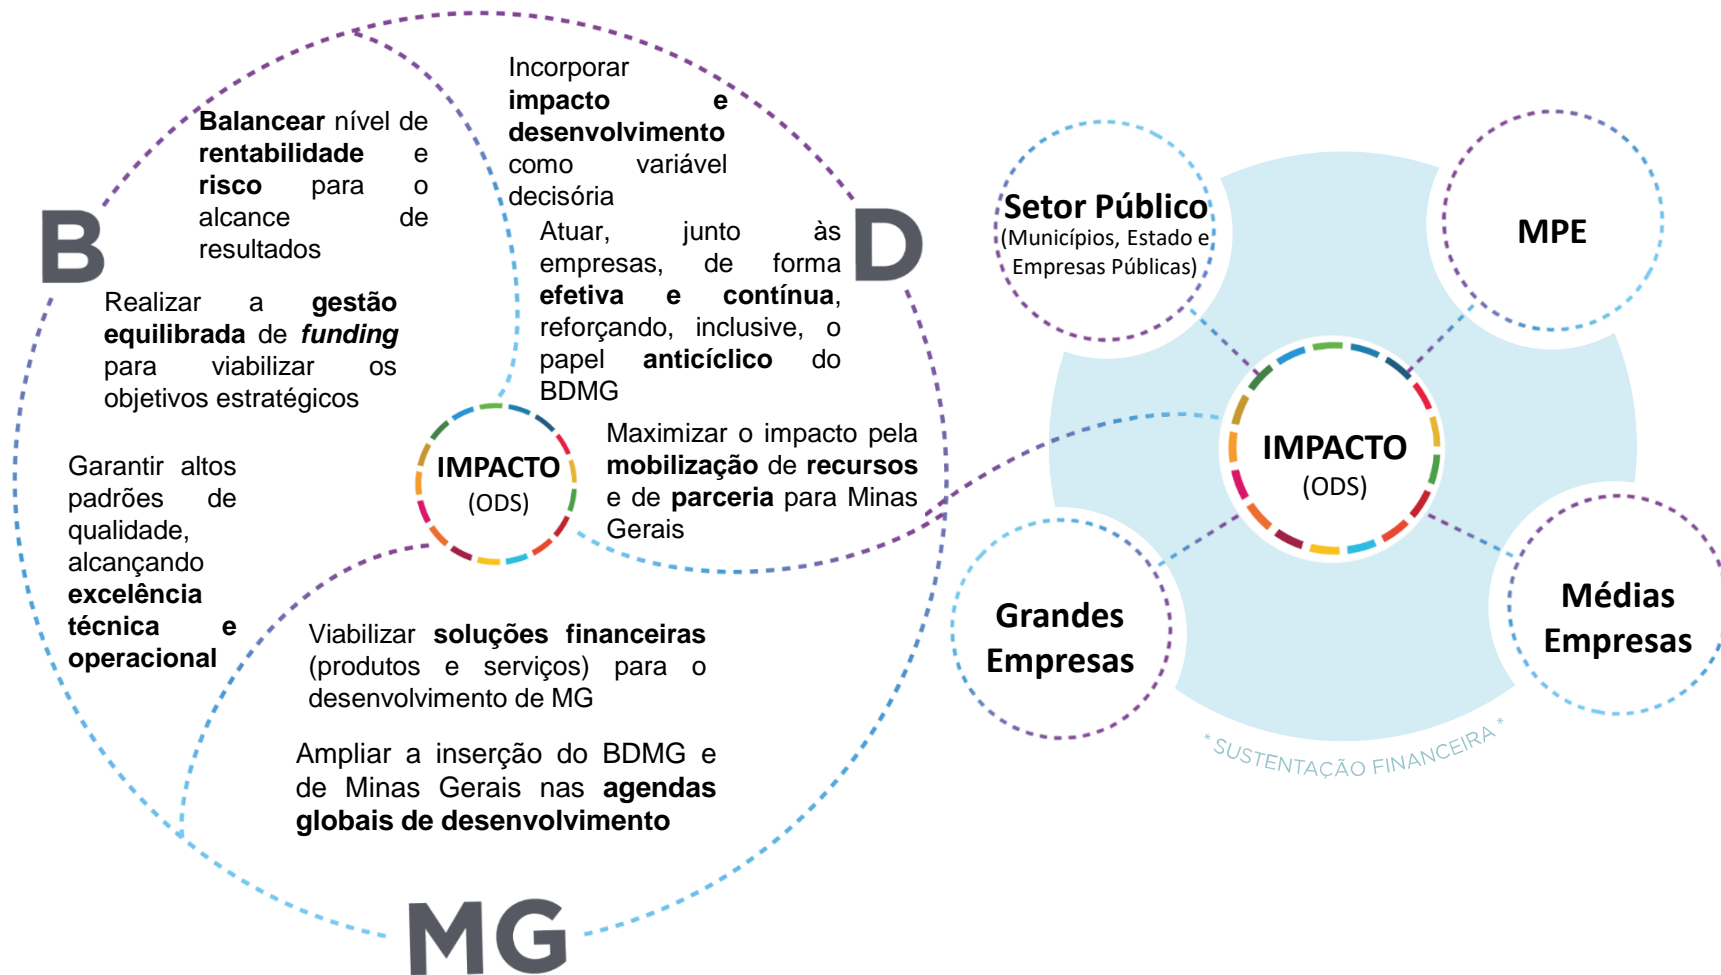 B
Balancear nível de
rentabilidade e
risco para o
alcance de
resultados
Realizar a gestão
equilibrada de funding
para viabilizar os
objetivos estratégicos
Garantir altos
padrões de
qualidade,
alcançando
excelência
técnica e
operacional
D
Incorporar
impacto e
desenvolvimento
como variável
decisória
Atuar, junto às
empresas, de forma
efetiva e contínua,
reforçando, inclusive, o
papel anticíclico do
BDMG
Maximizar o impacto pela
mobilização de recursos
e de parceria para Minas
Gerais
IMPACTO
(ODS)
Viabilizar soluções financeiras
(produtos e serviços) para o
desenvolvimento de MG
Ampliar a inserção do BDMG e
de Minas Gerais nas agendas
globais de desenvolvimento
MG
Setor Público
(Municípios, Estado e
Empresas Públicas)
MPE
IMPACTO
(ODS)
Grandes
Empresas
Médias
Empresas
* SUSTENTAÇÃO FINANCEIRA *